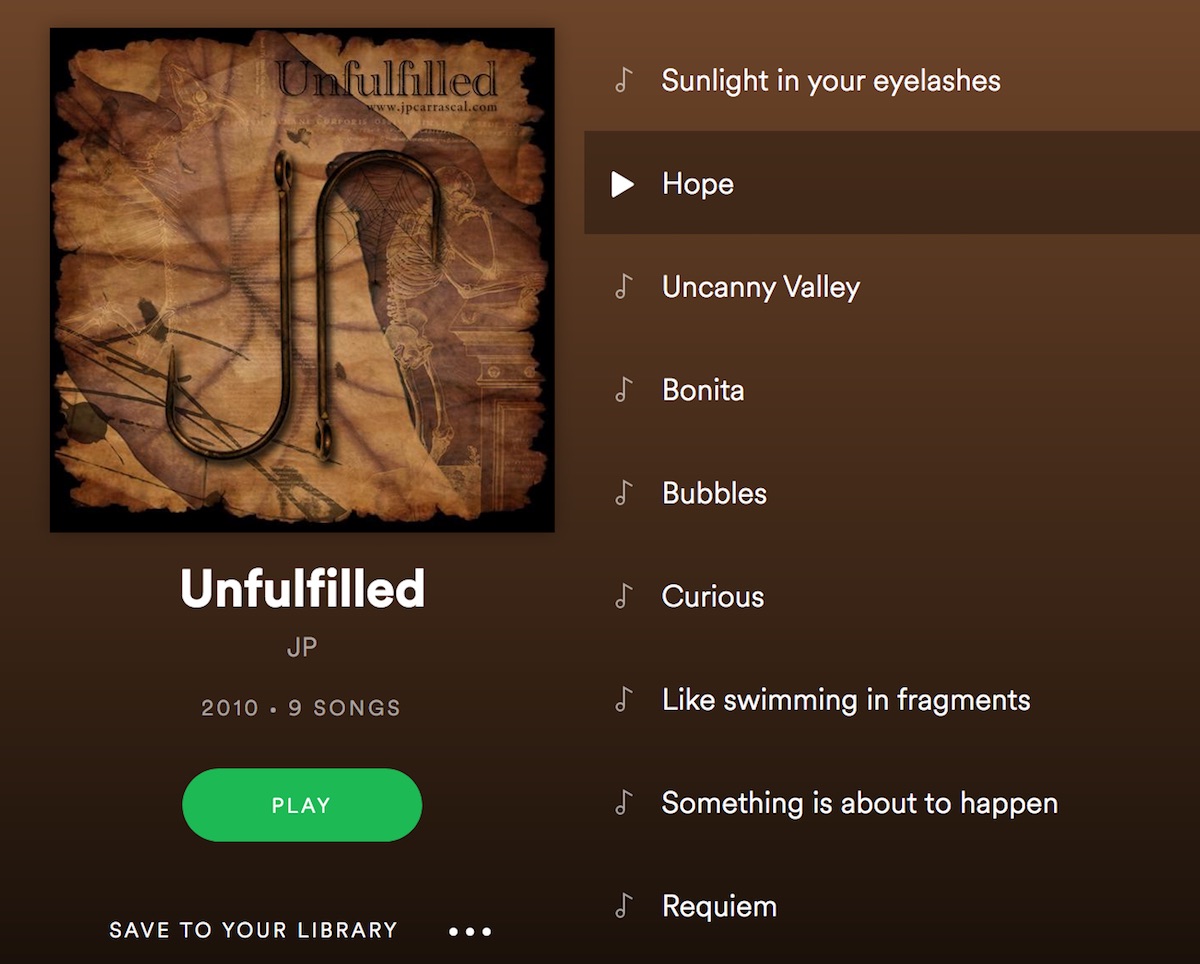 Unfulfilled
www.jpcarrascal.com
Unfulfilled
JP
2010 • 9 SONGS
PLAY
SAVE TO YOUR LIBRARY
Sunlight in your eyelashes
Hope
Uncanny Valley
Bonita
Bubbles
Curious
Like swimming in fragments
Something is about to happen
Requiem